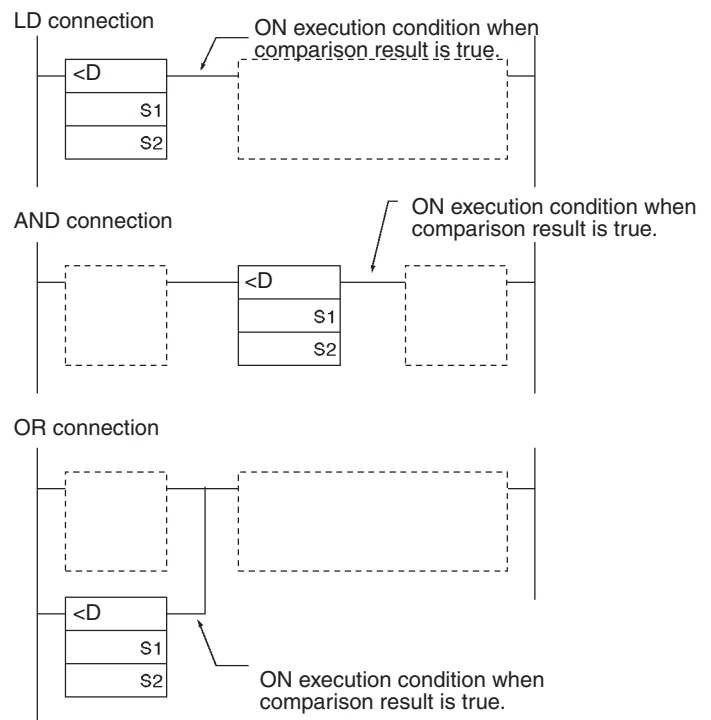 LD connection
ON execution condition when
comparison result is true.
<D
S1
S2
AND connection
ON execution condition when
comparison result is true.
<D
S1
S2
OR connection
<D
S1
S2
ON execution condition when
comparison result is true.